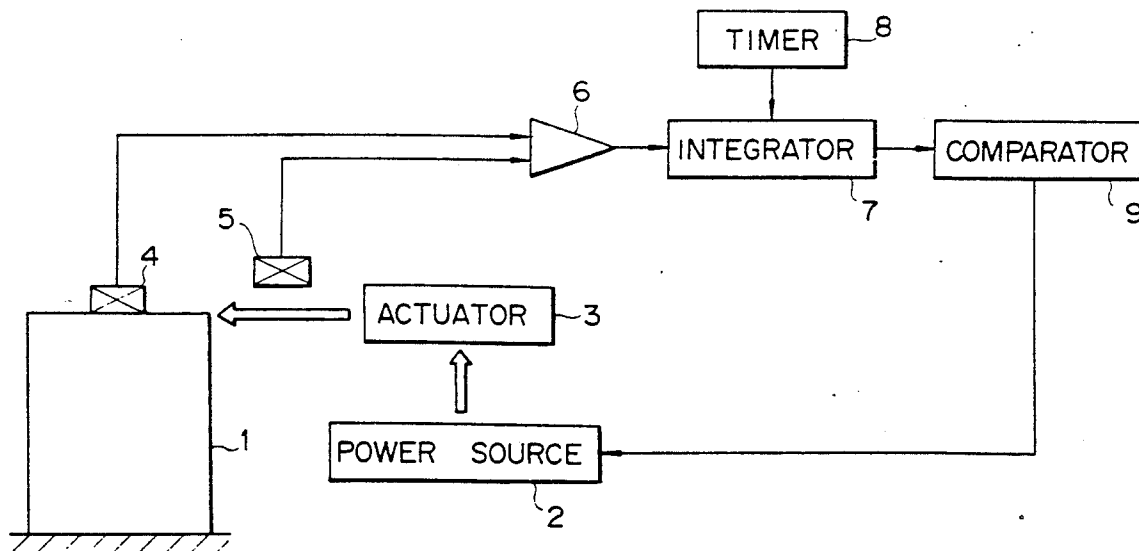 TIMER
8
6
INTEGRATOR
7
COMPARATOR
9
5
4
ACTUATOR
3
1
POWER SOURCE
2